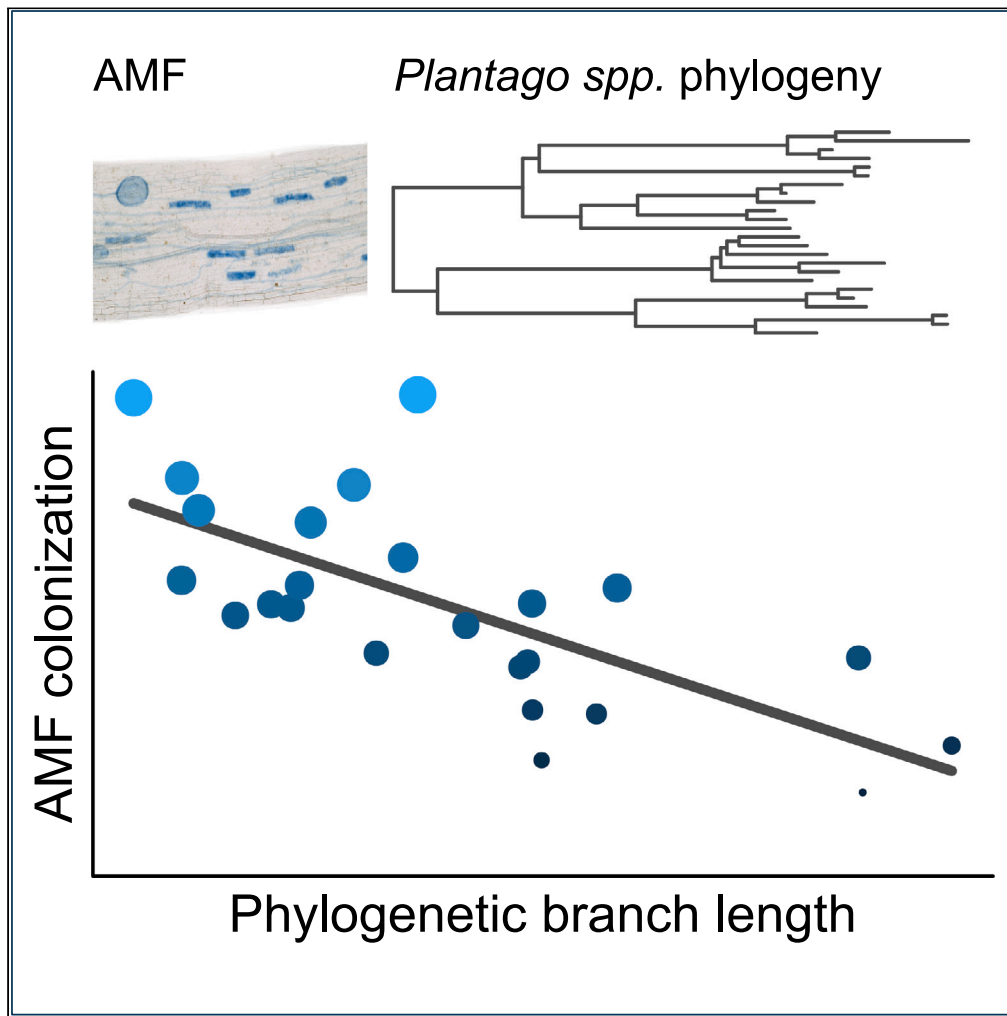 AMF
Plantago spp. phylogeny
AMF colonization
Phylogenetic branch length